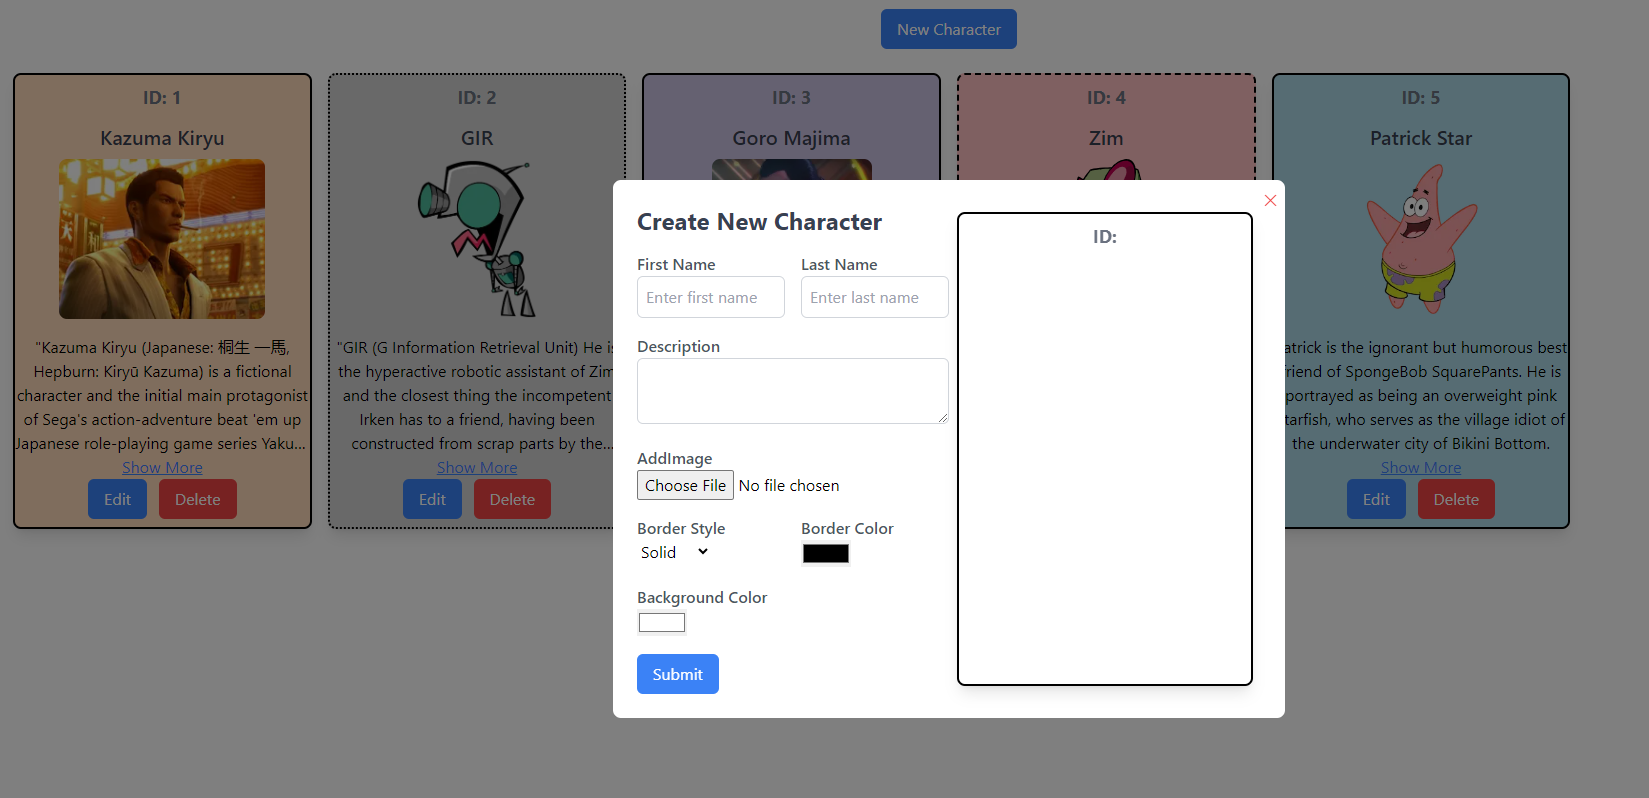 New Character
ID: 1
Kazuma Kiryu
"Kazuma Kiryu (Japanese: 桐生 一馬,
Hepburn: Kiryū Kazuma) is a fictional
character and the initial main protagonist
of Sega's action-adventure beat 'em up
Japanese role-playing game series Yaku...
Show More
Edit
Delete
ID: 2
GIR
"GIR (G Information Retrieval Unit) He is
the hyperactive robotic assistant of Zim
and the closest thing the incompetent
Irken has to a friend, having been
constructed from scrap parts by the...
Show More
Edit
Delete
ID: 3
Goro Majima
ID: 4
Zim
ID: 5
Patrick Star
atrick is the ignorant but humorous best
friend of SpongeBob SquarePants. He is
portrayed as being an overweight pink
tarfish, who serves as the village idiot of
the underwater city of Bikini Bottom.
Show More
Edit
Delete
Create New Character
First Name
Last Name
Enter first name
Enter last name
Description
AddImage
Choose File No file chosen
Border Style
Border Color
Solid
Background Color
Submit
ID: